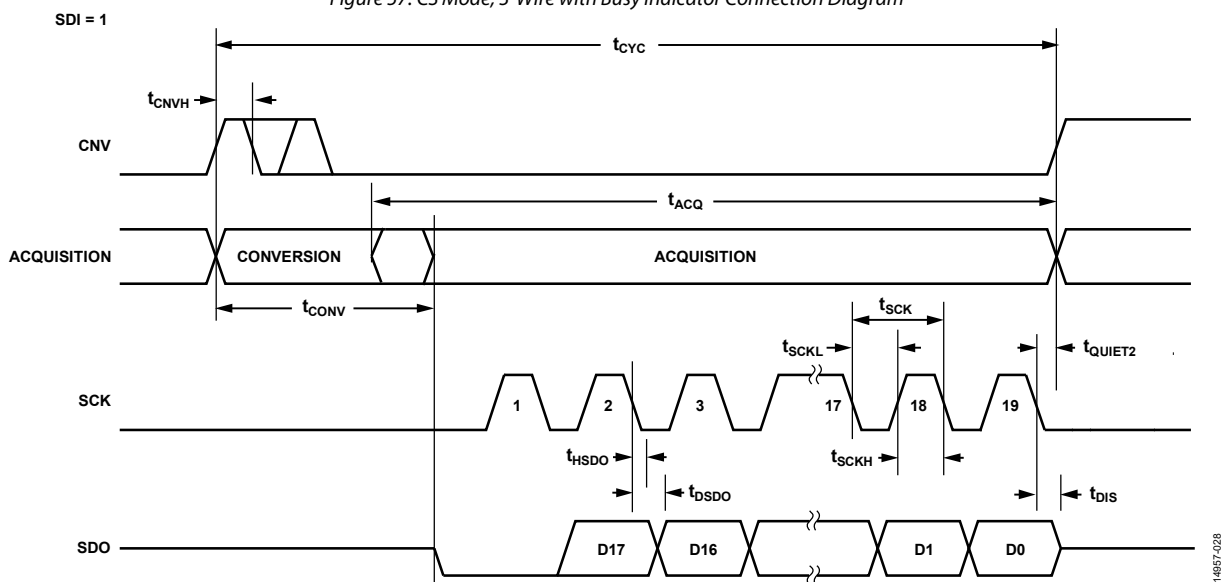 Figure 37. CS Mode, 3-Wire with Busy Indicator Connection Diagram
SDI = 1
tCYC
tCNVH
CNV
tACQ
ACQUISITION
CONVERSION
ACQUISITION
tCONV
tSCK
tSCKL
tQUIET2
SCK
1
2
3
17
18
19
tHSDO
tSCKH
tDSDO
tDIS
SDO
D17
D16
D1
D0
14957-028